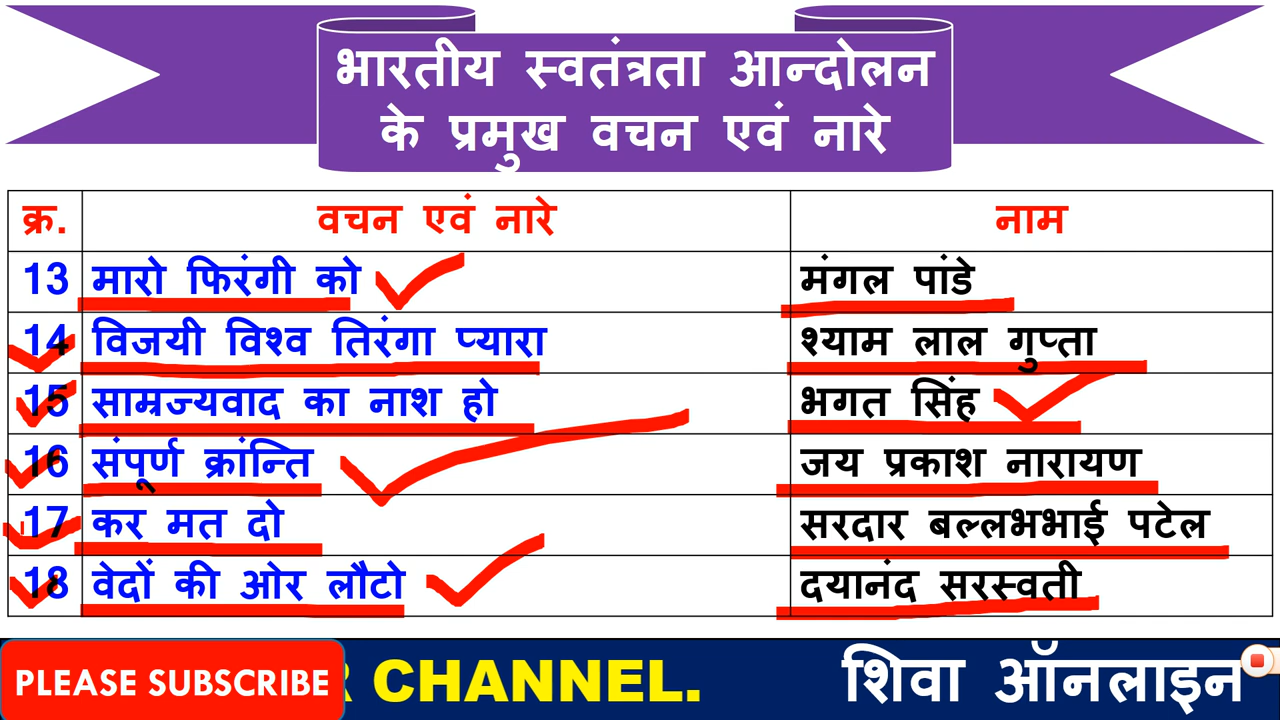 भारतीय स्वतंत्रता आन्दोलन
के प्रमुख वचन एवं नारे
क्र. वचन एवं नारे नाम
13 मारो फिरंगी को मंगल पांडे
14 विजयी विश्व तिरंगा प्यारा श्याम लाल गुप्ता
15 साम्रज्यवाद का नाश हो भगत सिंह
16 संपूर्ण क्रांन्ति जय प्रकाश नारायण
17 कर मत दो सरदार बल्लभभाई पटेल
18 वेदों की ओर लौटो दयानंद सरस्वती
PLEASE SUBSCRIBE R CHANNEL. शिवा ऑनलाइन